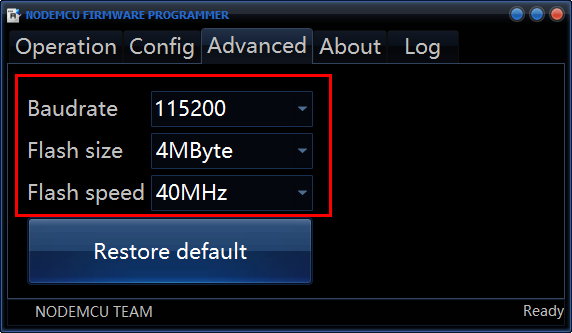 NODEMCU FIRMWARE PROGRAMMER
Operation Config Advanced About Log
Baudrate 115200
Flash size 4MByte
Flash speed 40MHz
Restore default
NODEMCU TEAM Ready